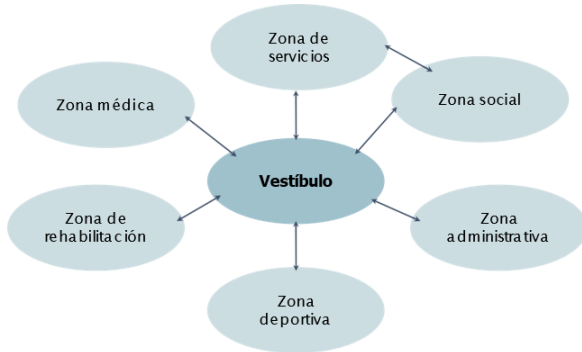 Zona de
servicios
Zona médica
Zona social
Vestíbulo
Zona de
rehabilitación
Zona
administrativa
Zona
deportiva